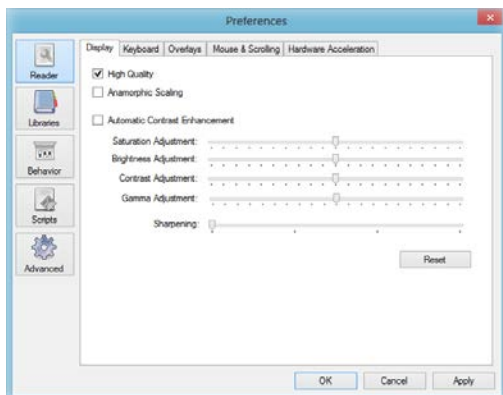 Preferences
Display Keyboard Overlays Mouse & Scrolling Hardware Acceleration
Reader
Libraries
Behavior
Scripts
Advanced
High Quality
Anamorphic Scaling
Automatic Contrast Enhancement
Saturation Adjustment:
Brightness Adjustment:
Contrast Adjustment:
Gamma Adjustment:
Sharpening:
Reset
OK Cancel Apply